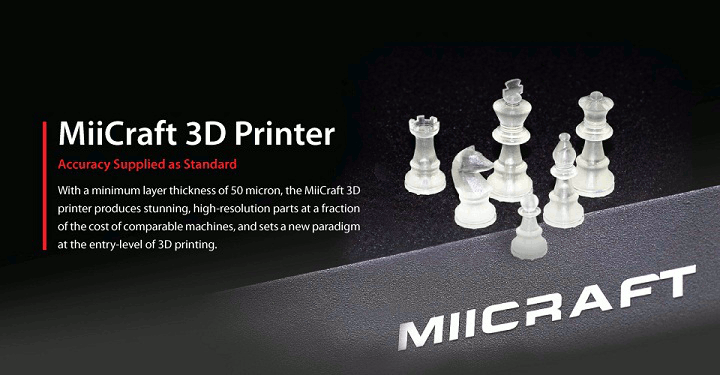 MiiCraft 3D Printer
Accuracy Supplied as Standard
With a minimum layer thickness of 50 micron, the MiiCraft 3D
printer produces stunning, high-resolution parts at a fraction
of the cost of comparable machines, and sets a new paradigm
at the entry-level of 3D printing.
MIICRAFT